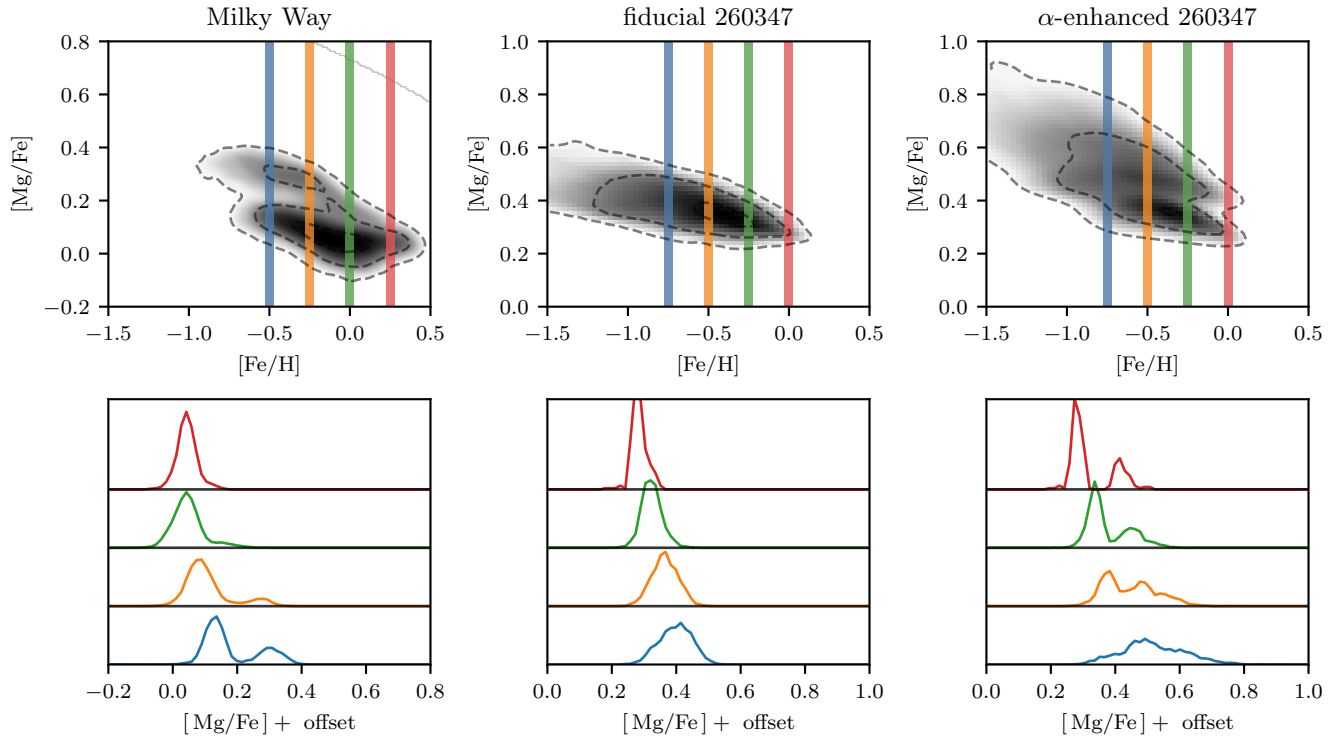 Milky Way
fiducial 260347
α-enhanced 260347
[Mg/Fe]
0.8
0.6
0.4
0.2
0.0
−0.2
−1.5 −1.0 −0.5 0.0 0.5
[Fe/H]
[Mg/Fe]
1.0
0.8
0.6
0.4
0.2
0.0
−1.5 −1.0 −0.5 0.0 0.5
[Fe/H]
[Mg/Fe]
1.0
0.8
0.6
0.4
0.2
0.0
−1.5 −1.0 −0.5 0.0 0.5
[Fe/H]
−0.2 0.0 0.2 0.4 0.6 0.8
[Mg/Fe] + offset
0.0 0.2 0.4 0.6 0.8 1.0
[Mg/Fe] + offset
0.0 0.2 0.4 0.6 0.8 1.0
[Mg/Fe] + offset